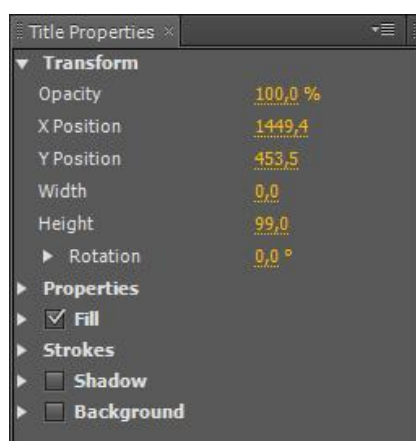 Title Properties
Transform
Opacity 100,0 %
X Position 1449,4
Y Position 453,5
Width 0,0
Height 99,0
Rotation 0,0 °
Properties
Fill
Strokes
Shadow
Background